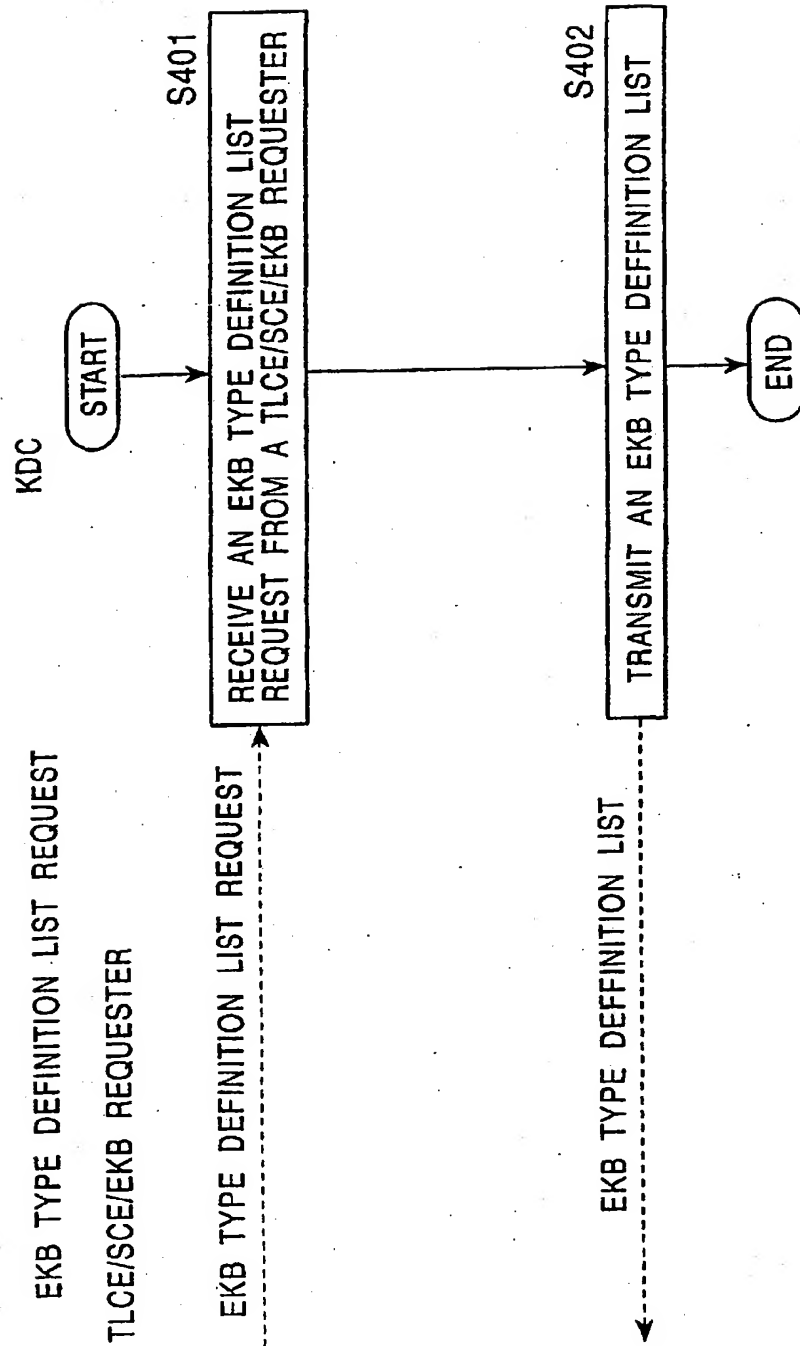 EKB TYPE DEFINITION LIST REQUEST
TLCE/SCE/EKB REQUESTER
KDC
START
EKB TYPE DEFINITION LIST REQUEST
S401
RECEIVE AN EKB TYPE DEFINITION LIST
REQUEST FROM A TLCE/SCE/EKB REQUESTER
S402
TRANSMIT AN EKB TYPE DEFFINITION LIST
EKB TYPE DEFFINITION LIST
END